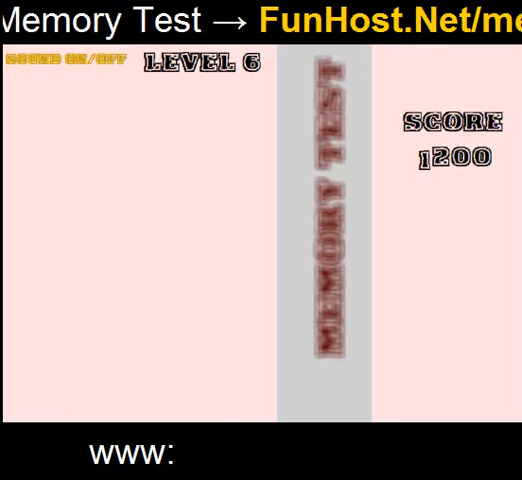 Memory Test → FunHost.Net/me
SOUND ON/OFF
LEVEL 6
MEMORY TEST
SCORE
1200
www: